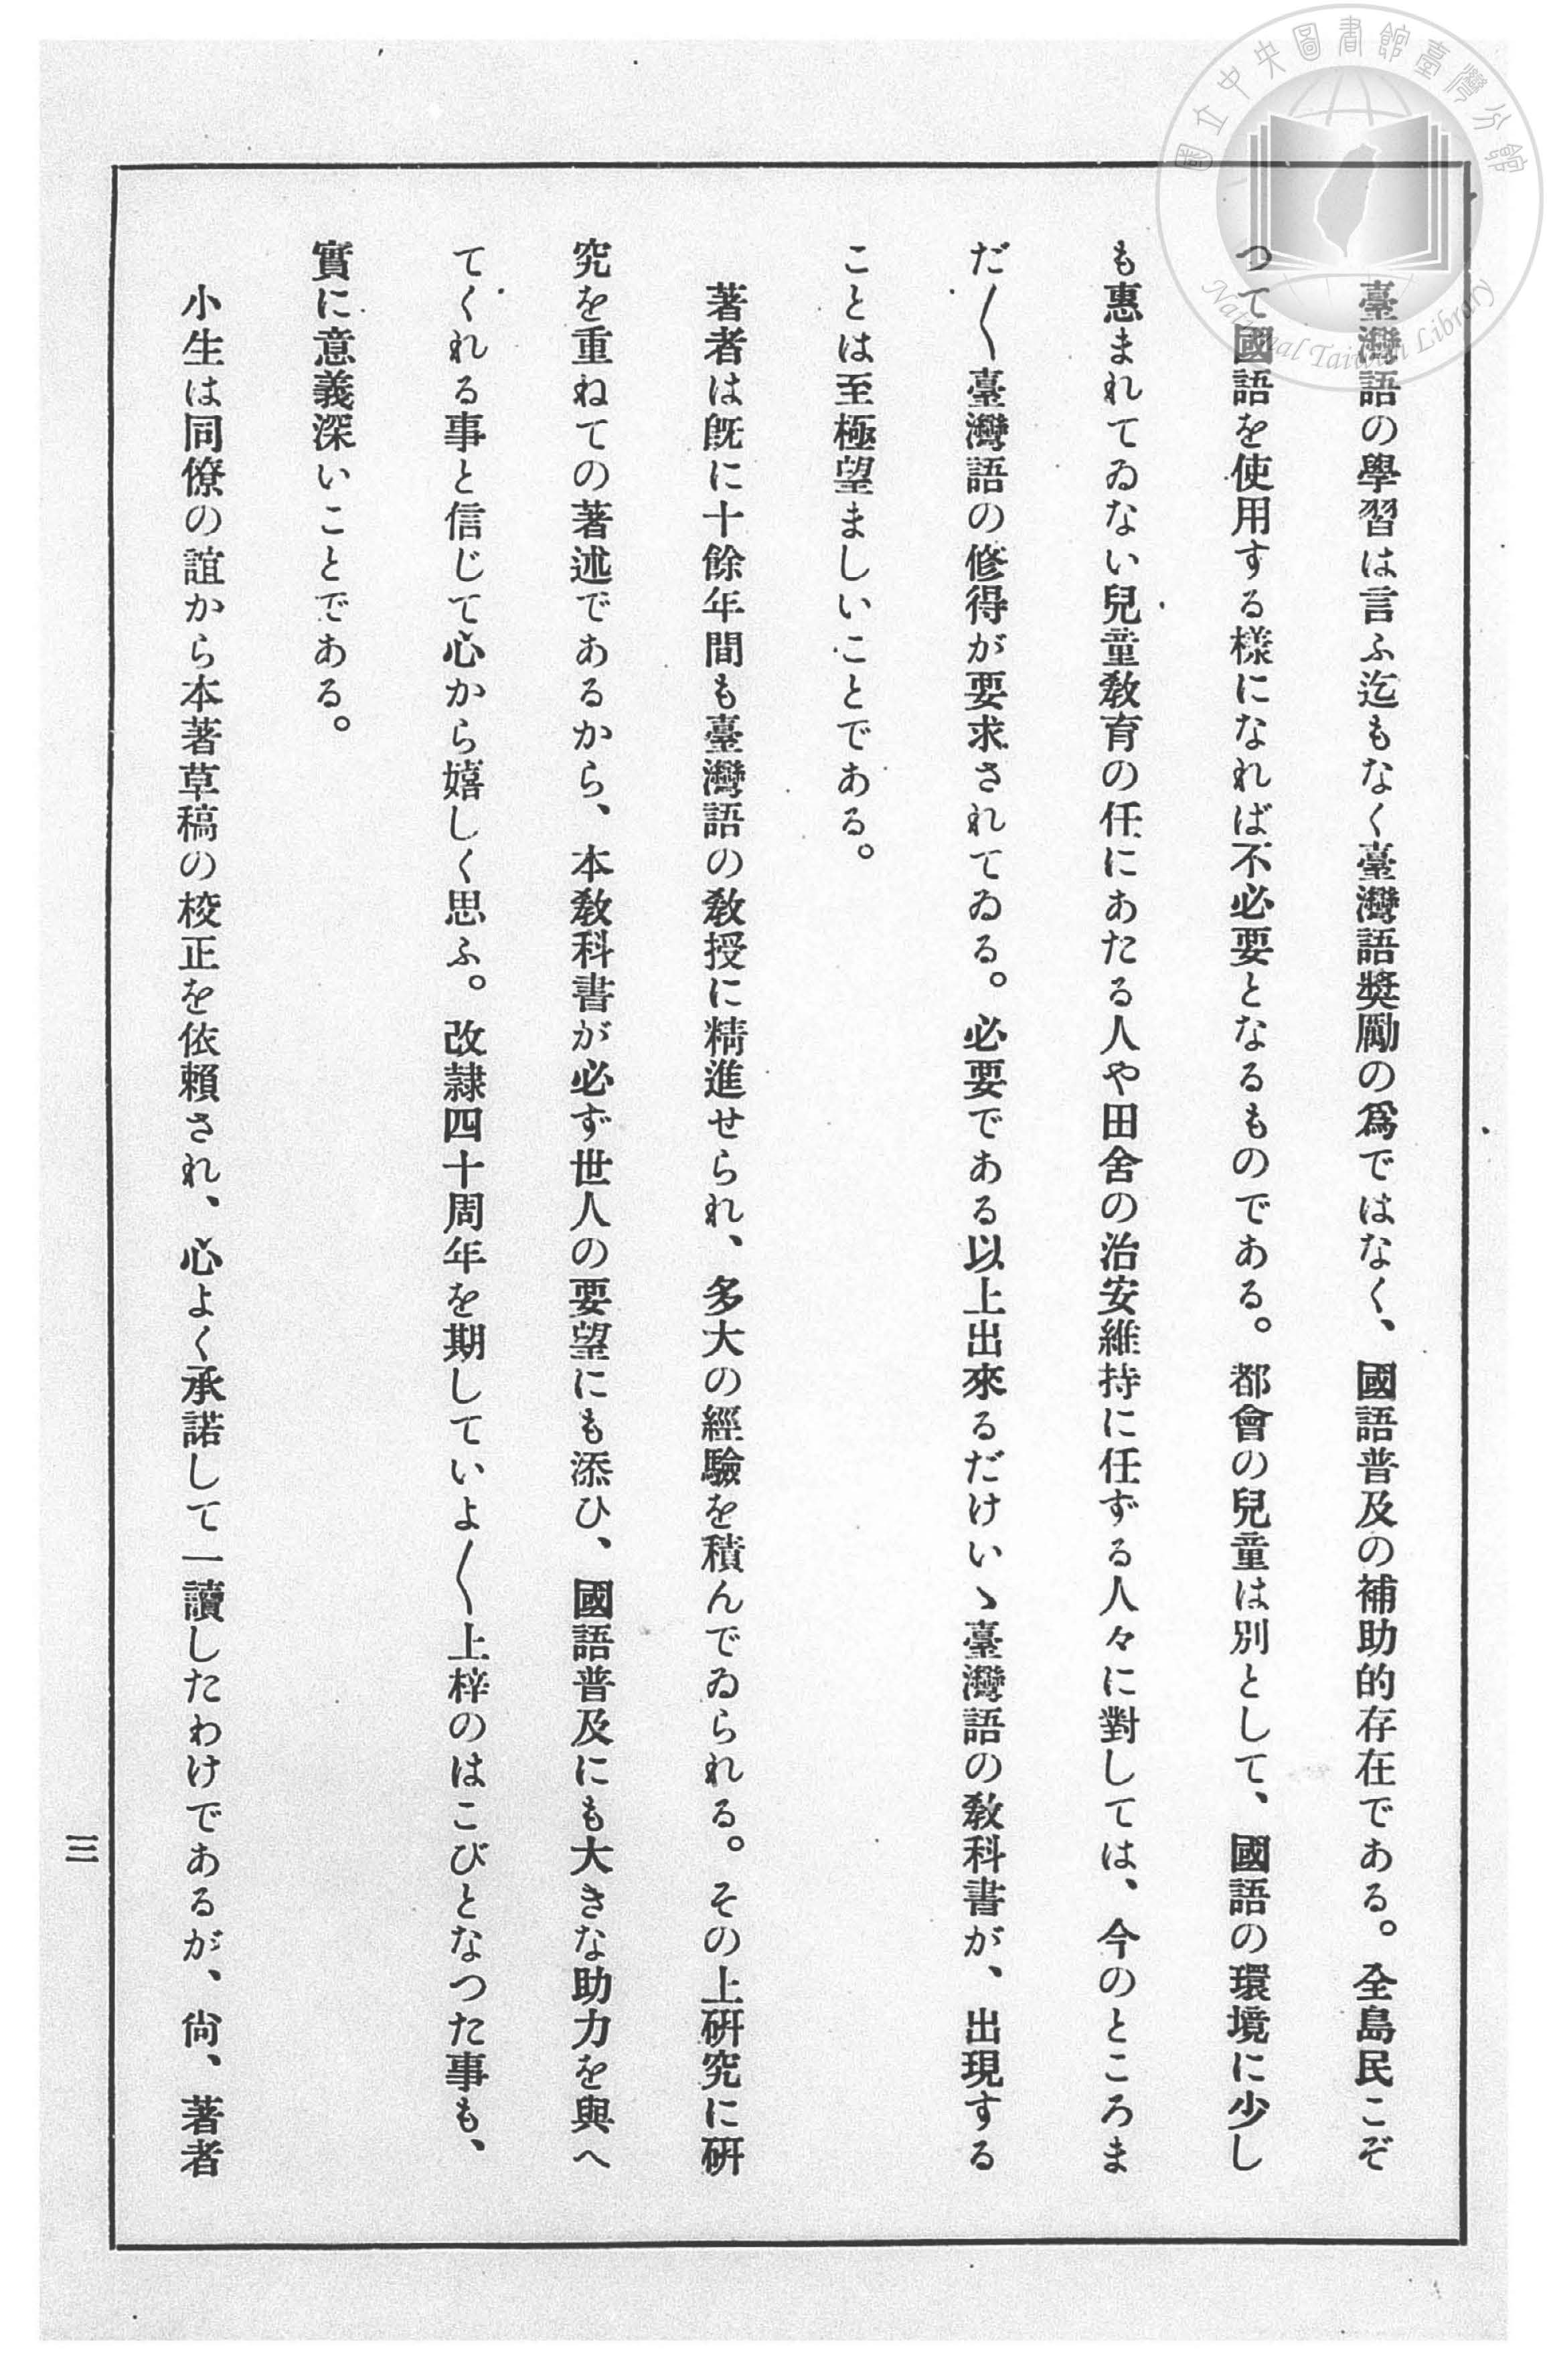 臺灣語の學習は言ふ迄もなく臺灣語奬勵の爲ではなく、國語普及の補助的存在である。全島民こぞ
つて國語を使用する樣になれば不必要となるものである。都會の兒童は別として、國語の環境に少し
も惠まれてゐない兒童敎育の任にあたる人や田舍の治安維持に任ずる人々に對しては、今のところま
だ〱臺灣語の修得が要求されてゐる。必要である以上出來るだけいゝ臺灣語の敎科書が、出現する
ことは至極望ましいことである。
著者は旣に十餘年間も臺灣語の敎授に精進せられ、多大の經驗を積んでゐられる。その上硏究に硏
究を重ねての著述であるから、本敎科書が必ず世人の要望にも添ひ、國語普及にも大きな助力を與へ
てくれる事と信じて心から嬉しく思ふ。改隷四十周年を期していよ〱上梓のはこびとなつた事も、
實に意義深いことである。
小生は同僚の誼から本著草稿の校正を依賴され、心よく承諾して一讀したわけであるが、尙、著者
三
國立中央圖書館臺灣分館
National Taiwan Library